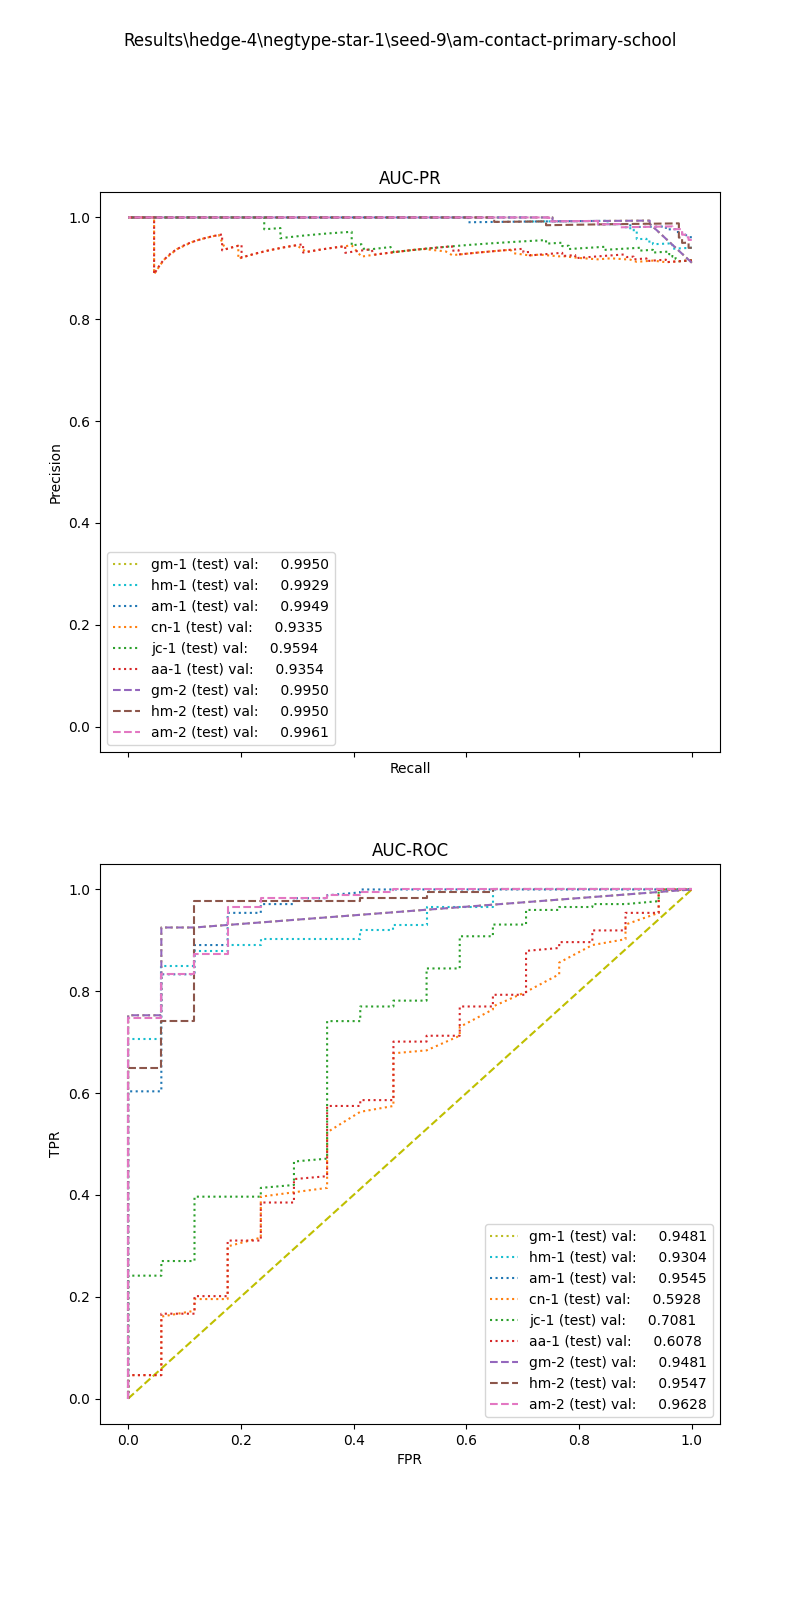 Results\hedge-4\negtype-star-1\seed-9\am-contact-primary-school
AUC-PR
1.0
0.8
0.6
0.4
0.2
0.0
Precision
gm-1 (test) val: 0.9950
hm-1 (test) val: 0.9929
am-1 (test) val: 0.9949
cn-1 (test) val: 0.9335
jc-1 (test) val: 0.9594
aa-1 (test) val: 0.9354
gm-2 (test) val: 0.9950
hm-2 (test) val: 0.9950
am-2 (test) val: 0.9961
Recall
AUC-ROC
1.0
0.8
0.6
0.4
0.2
0.0
TPR
gm-1 (test) val: 0.9481
hm-1 (test) val: 0.9304
am-1 (test) val: 0.9545
cn-1 (test) val: 0.5928
jc-1 (test) val: 0.7081
aa-1 (test) val: 0.6078
gm-2 (test) val: 0.9481
hm-2 (test) val: 0.9547
am-2 (test) val: 0.9628
0.0 0.2 0.4 0.6 0.8 1.0
FPR